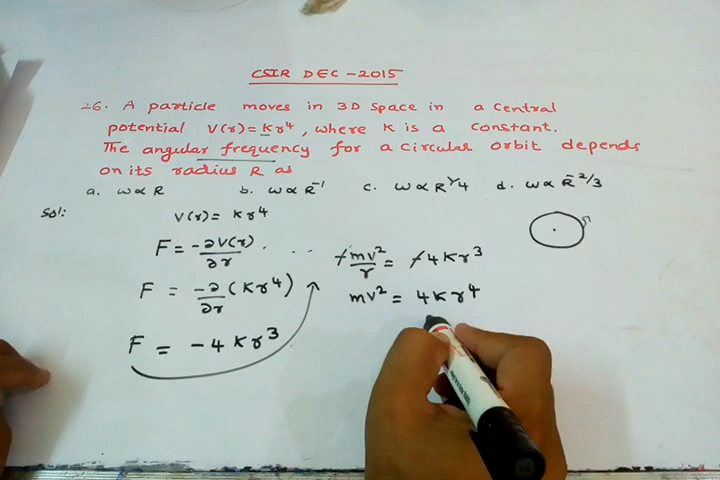 CSIR DEC - 2015
26. A particle moves in 3D space in a central
potential V(r) = kr⁴, where k is a constant.
The angular frequency for a circular orbit depends
on its radius R as
a. ω∝R b. ω∝R⁻¹ c. ω∝R^1/4 d. ω∝R^-2/3
Sol:
V(r) = kr⁴
F = -∂V(r)/∂r
F = -∂/∂r (kr⁴)
F = -4kr³
-mv²/r = -4kr³
mv² = 4kr⁴